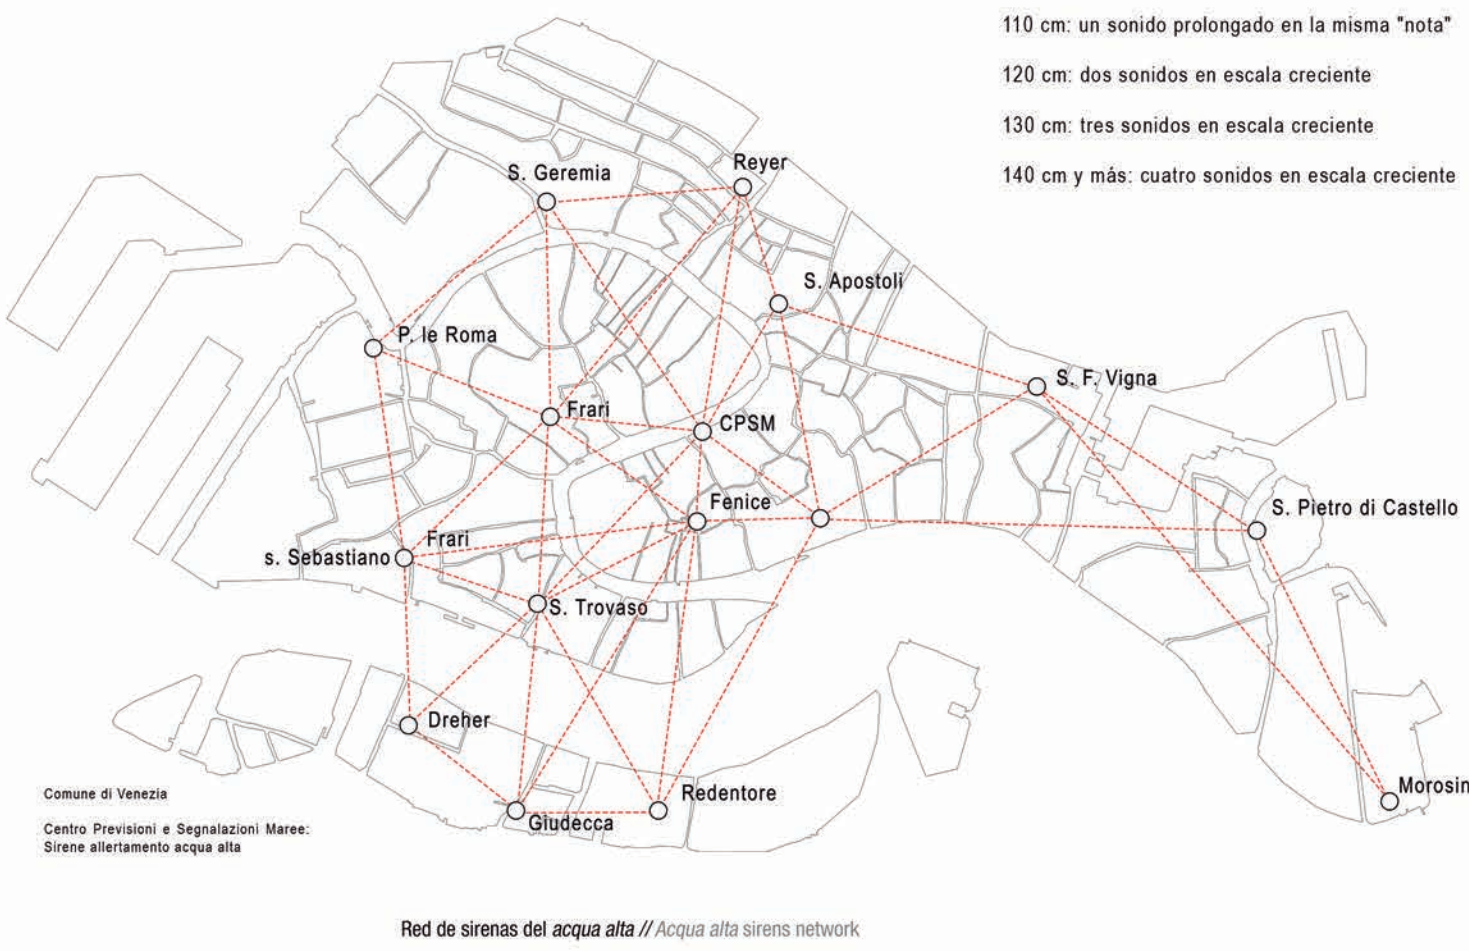 110 cm: un sonido prolongado en la misma "nota"
120 cm: dos sonidos en escala creciente
130 cm: tres sonidos en escala creciente
140 cm y más: cuatro sonidos en escala creciente
Reyer
S. Geremia
S. Apostoli
P. le Roma
S. F. Vigna
Frari
CPSM
Fenice
S. Pietro di Castello
Frari
s. Sebastiano
S. Trovaso
Dreher
Morosin
Redentore
Giudecca
Comune di Venezia
Centro Previsioni e Segnalazioni Maree:
Sirene allertamento acqua alta
Red de sirenas del acqua alta // Acqua alta sirens network